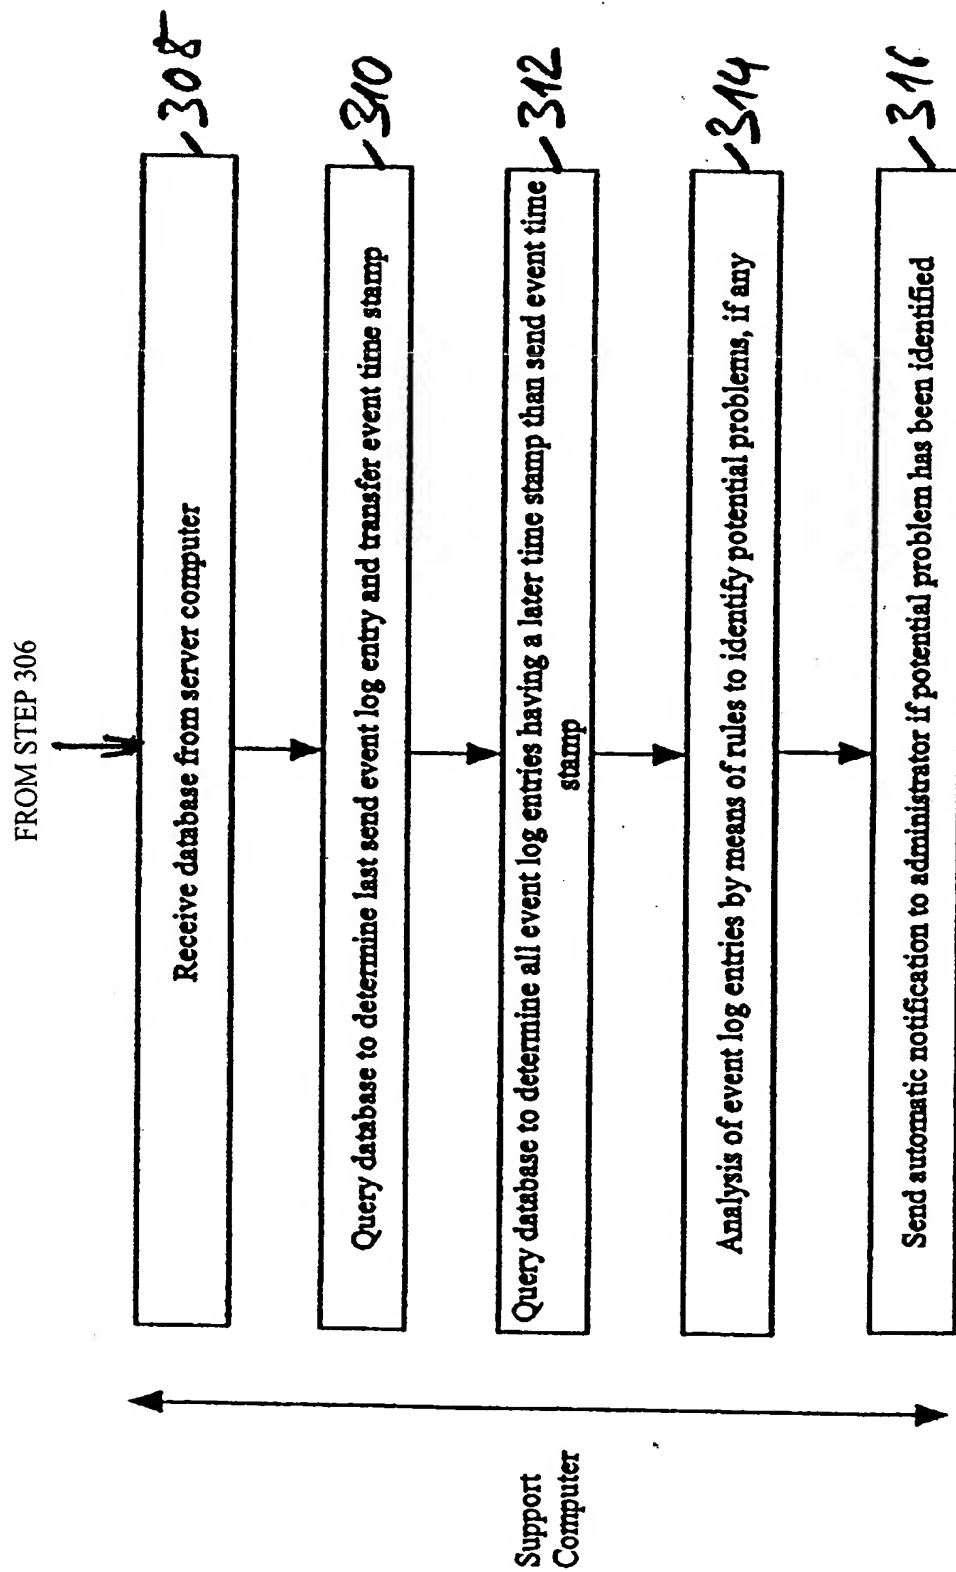 FROM STEP 306
308
Receive database from server computer
310
Query database to determine last send event log entry and transfer event time stamp
312
Query database to determine all event log entries having a later time stamp than send event time
stamp
314
Analysis of event log entries by means of rules to identify potential problems, if any
316
Send automatic notification to administrator if potential problem has been identified
Support
Computer